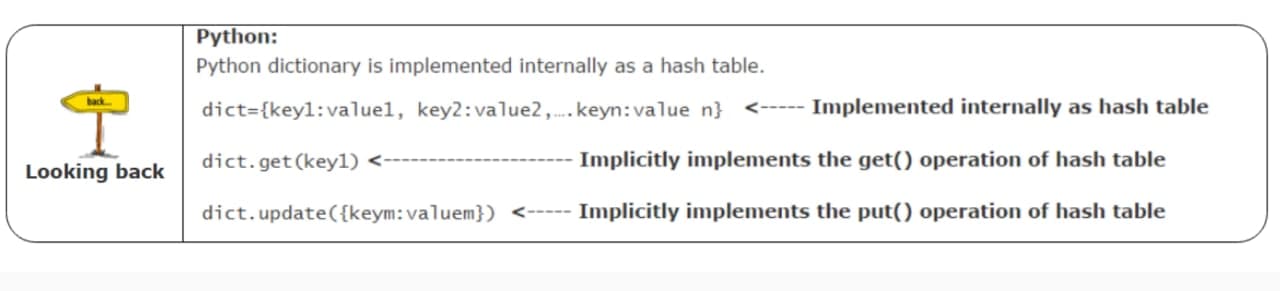 Python:
Python dictionary is implemented internally as a hash table.
back...
dict={key1:value1, key2:value2,….keyn:value n} <----- Implemented internally as hash table
dict.get(key1) <--------------------- Implicitly implements the get() operation of hash table
Looking back
dict.update({keym:valuem}) <----- Implicitly implements the put() operation of hash table